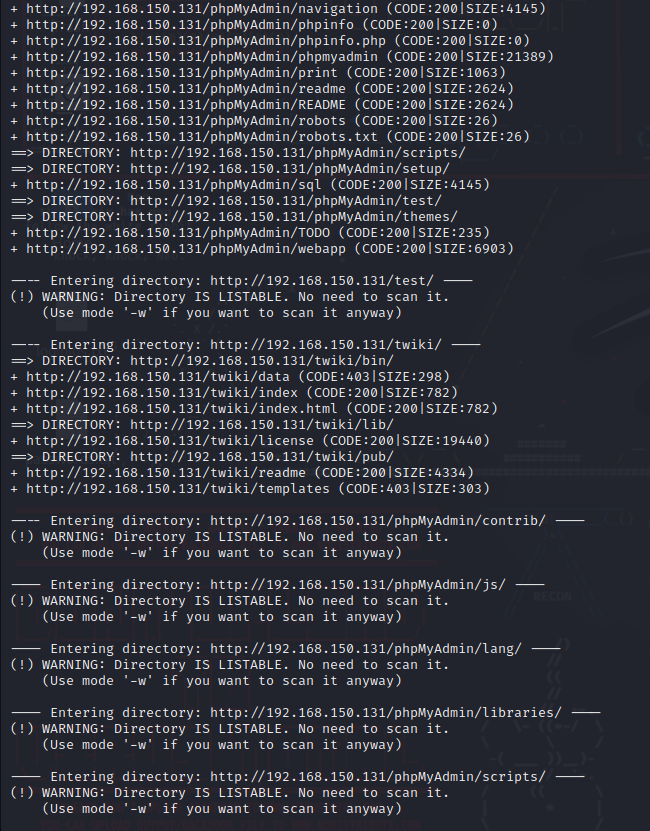 + http://192.168.150.131/phpMyAdmin/navigation (CODE:200|SIZE:4145)
+ http://192.168.150.131/phpMyAdmin/phpinfo (CODE:200|SIZE:0)
+ http://192.168.150.131/phpMyAdmin/phpinfo.php (CODE:200|SIZE:0)
+ http://192.168.150.131/phpMyAdmin/phpmyadmin (CODE:200|SIZE:21389)
+ http://192.168.150.131/phpMyAdmin/print (CODE:200|SIZE:1063)
+ http://192.168.150.131/phpMyAdmin/readme (CODE:200|SIZE:2624)
+ http://192.168.150.131/phpMyAdmin/README (CODE:200|SIZE:2624)
+ http://192.168.150.131/phpMyAdmin/robots (CODE:200|SIZE:26)
+ http://192.168.150.131/phpMyAdmin/robots.txt (CODE:200|SIZE:26)
==> DIRECTORY: http://192.168.150.131/phpMyAdmin/scripts/
==> DIRECTORY: http://192.168.150.131/phpMyAdmin/setup/
+ http://192.168.150.131/phpMyAdmin/sql (CODE:200|SIZE:4145)
==> DIRECTORY: http://192.168.150.131/phpMyAdmin/test/
==> DIRECTORY: http://192.168.150.131/phpMyAdmin/themes/
+ http://192.168.150.131/phpMyAdmin/TODO (CODE:200|SIZE:235)
+ http://192.168.150.131/phpMyAdmin/webapp (CODE:200|SIZE:6903)
---- Entering directory: http://192.168.150.131/test/ ----
(!) WARNING: Directory IS LISTABLE. No need to scan it.
(Use mode '-w' if you want to scan it anyway)
---- Entering directory: http://192.168.150.131/twiki/ ----
==> DIRECTORY: http://192.168.150.131/twiki/bin/
+ http://192.168.150.131/twiki/data (CODE:403|SIZE:298)
+ http://192.168.150.131/twiki/index (CODE:200|SIZE:782)
+ http://192.168.150.131/twiki/index.html (CODE:200|SIZE:782)
==> DIRECTORY: http://192.168.150.131/twiki/lib/
+ http://192.168.150.131/twiki/license (CODE:200|SIZE:19440)
==> DIRECTORY: http://192.168.150.131/twiki/pub/
+ http://192.168.150.131/twiki/readme (CODE:200|SIZE:4334)
+ http://192.168.150.131/twiki/templates (CODE:403|SIZE:303)
---- Entering directory: http://192.168.150.131/phpMyAdmin/contrib/ ----
(!) WARNING: Directory IS LISTABLE. No need to scan it.
(Use mode '-w' if you want to scan it anyway)
---- Entering directory: http://192.168.150.131/phpMyAdmin/js/ ----
(!) WARNING: Directory IS LISTABLE. No need to scan it.
(Use mode '-w' if you want to scan it anyway)
---- Entering directory: http://192.168.150.131/phpMyAdmin/lang/ ----
(!) WARNING: Directory IS LISTABLE. No need to scan it.
(Use mode '-w' if you want to scan it anyway)
---- Entering directory: http://192.168.150.131/phpMyAdmin/libraries/ ----
(!) WARNING: Directory IS LISTABLE. No need to scan it.
(Use mode '-w' if you want to scan it anyway)
---- Entering directory: http://192.168.150.131/phpMyAdmin/scripts/ ----
(!) WARNING: Directory IS LISTABLE. No need to scan it.
(Use mode '-w' if you want to scan it anyway)
RECON